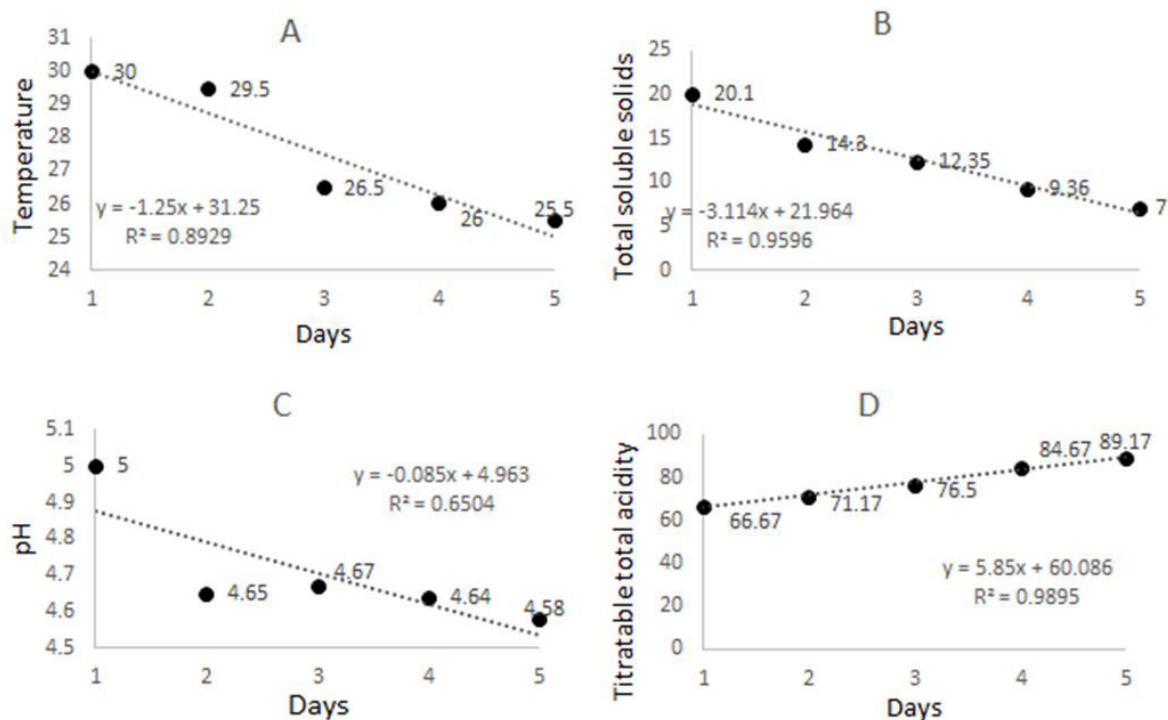 A
Temperature
31
30
29
28
27
26
25
24
30
29.5
26.5
26
25.5
y = -1.25x + 31.25
R² = 0.8929
1 2 3 4 5
Days
B
Total soluble solids
25
20
15
10
5
0
20.1
14.3
12.35
9.36
7
y = -3.114x + 21.964
R² = 0.9596
1 2 3 4 5
Days
C
pH
5.1
5
4.9
4.8
4.7
4.6
4.5
5
4.65
4.67
4.64
4.58
y = -0.085x + 4.963
R² = 0.6504
1 2 3 4 5
Days
D
Titratable total acidity
100
80
60
40
20
0
66.67
71.17
76.5
84.67
89.17
y = 5.85x + 60.086
R² = 0.9895
1 2 3 4 5
Days